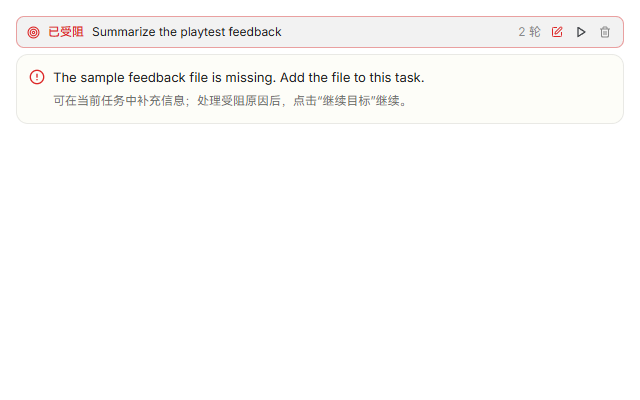 已受阻 Summarize the playtest feedback 2 轮
The sample feedback file is missing. Add the file to this task.
可在当前任务中补充信息；处理受阻原因后，点击“继续目标”继续。